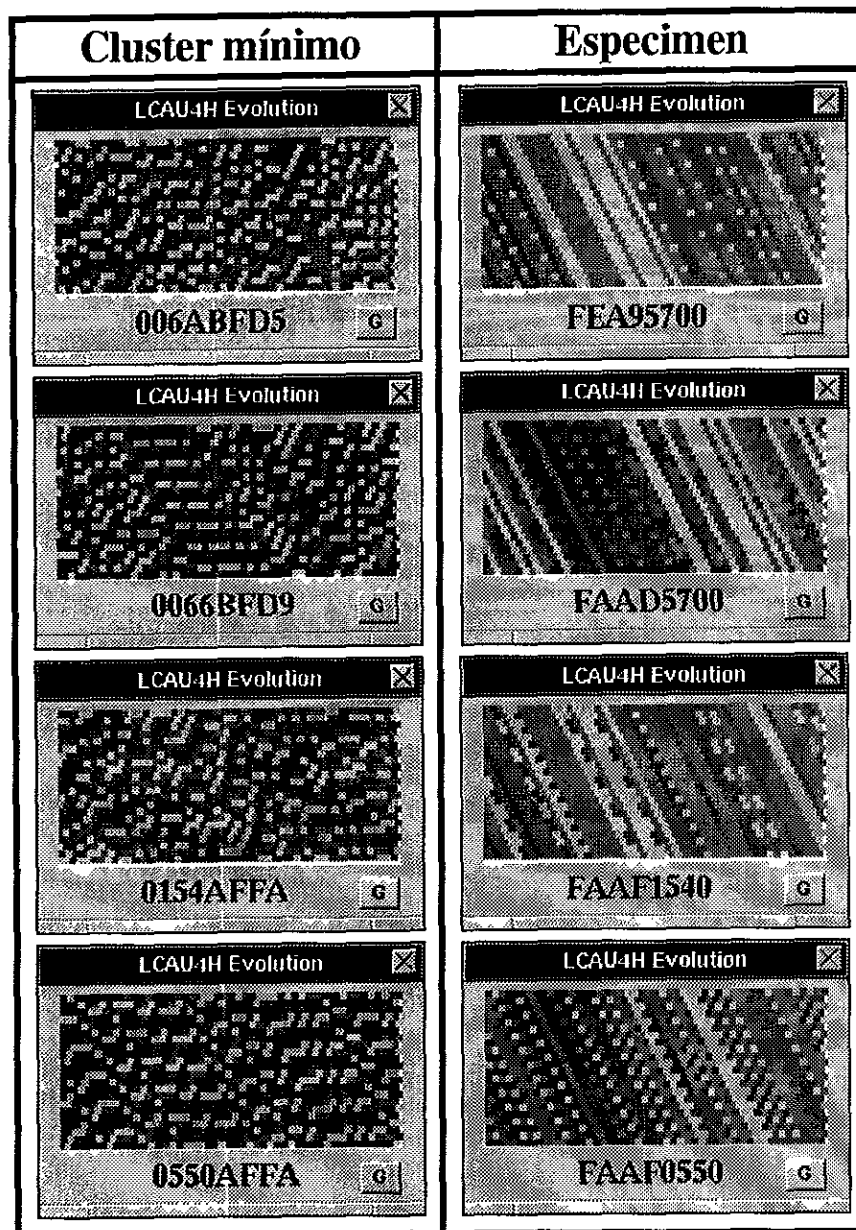 Cluster mínimo
Especimen
LCAU4H Evolution
LCAU4H Evolution
006ABFD5 G
FEA95700 G
LCAU4H Evolution
LCAU4H Evolution
0066BFD9 G
FAAD5700 G
LCAU4H Evolution
LCAU4H Evolution
0154AFFA G
FAAF1540 G
LCAU4H Evolution
LCAU4H Evolution
0550AFFA G
FAAF0550 G